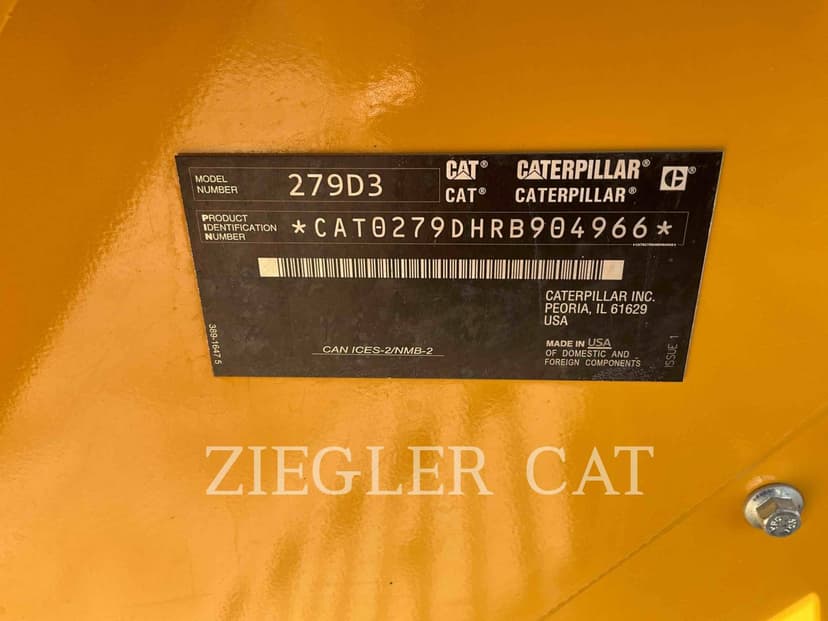 MODEL NUMBER 279D3
CAT® CATERPILLAR®
CAT® CATERPILLAR®
PRODUCT IDENTIFICATION NUMBER *CAT0279DHRB904966*
CATERPILLAR INC.
PEORIA, IL 61629
USA
MADE IN USA
OF DOMESTIC AND
FOREIGN COMPONENTS
CAN ICES-2/NMB-2
389-1647 5
ISSUE 1
ZIEGLER CAT